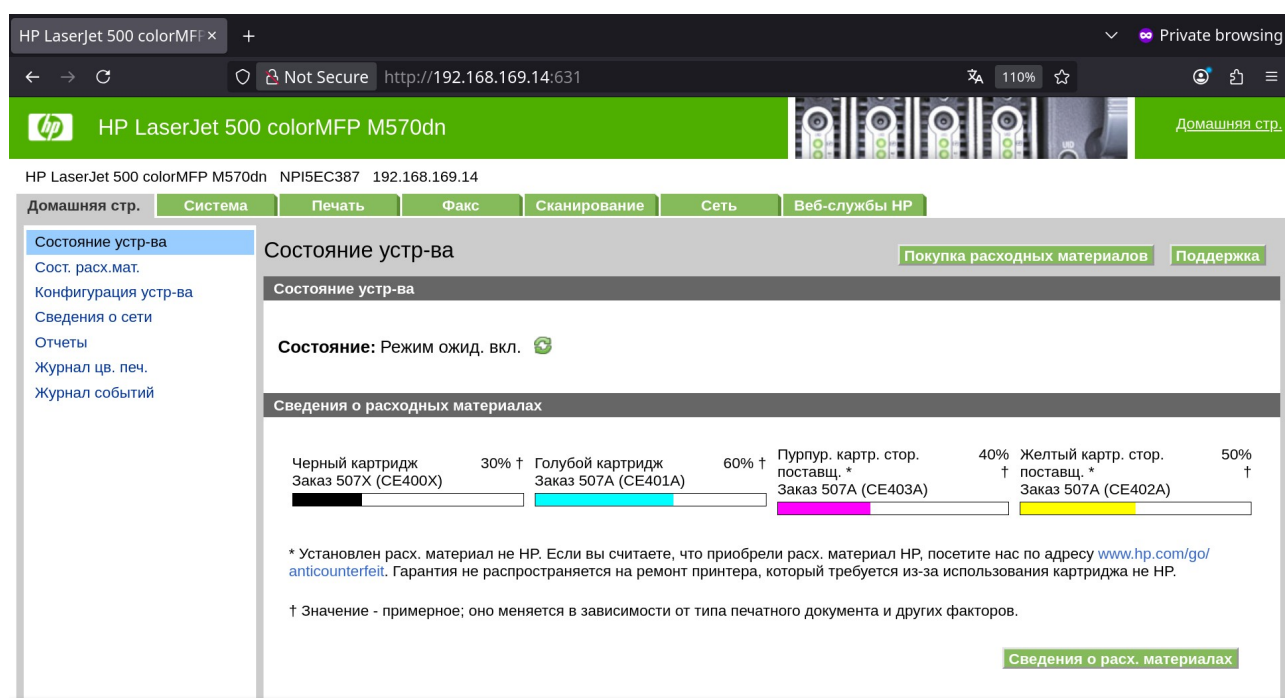 HP LaserJet 500 colorMFP
Private browsing
Not Secure http://192.168.169.14:631 110%
hp HP LaserJet 500 colorMFP M570dn
UID
Домашняя стр.
HP LaserJet 500 colorMFP M570dn NPI5EC387 192.168.169.14
Домашняя стр. Система Печать Факс Сканирование Сеть Веб-службы HP
Состояние устр-ва
Сост. расх.мат.
Конфигурация устр-ва
Сведения о сети
Отчеты
Журнал цв. печ.
Журнал событий
Состояние устр-ва
Покупка расходных материалов Поддержка
Состояние устр-ва
Состояние: Режим ожид. вкл.
Сведения о расходных материалах
Черный картридж 30% †
Заказ 507X (CE400X)
Голубой картридж 60% †
Заказ 507A (CE401A)
Пурпур. картр. стор. 40%
поставщ. * †
Заказ 507A (CE403A)
Желтый картр. стор. 50%
поставщ. * †
Заказ 507A (CE402A)
* Установлен расх. материал не HP. Если вы считаете, что приобрели расх. материал HP, посетите нас по адресу www.hp.com/go/
anticounterfeit. Гарантия не распространяется на ремонт принтера, который требуется из-за использования картриджа не HP.
† Значение - примерное; оно меняется в зависимости от типа печатного документа и других факторов.
Сведения о расх. материалах